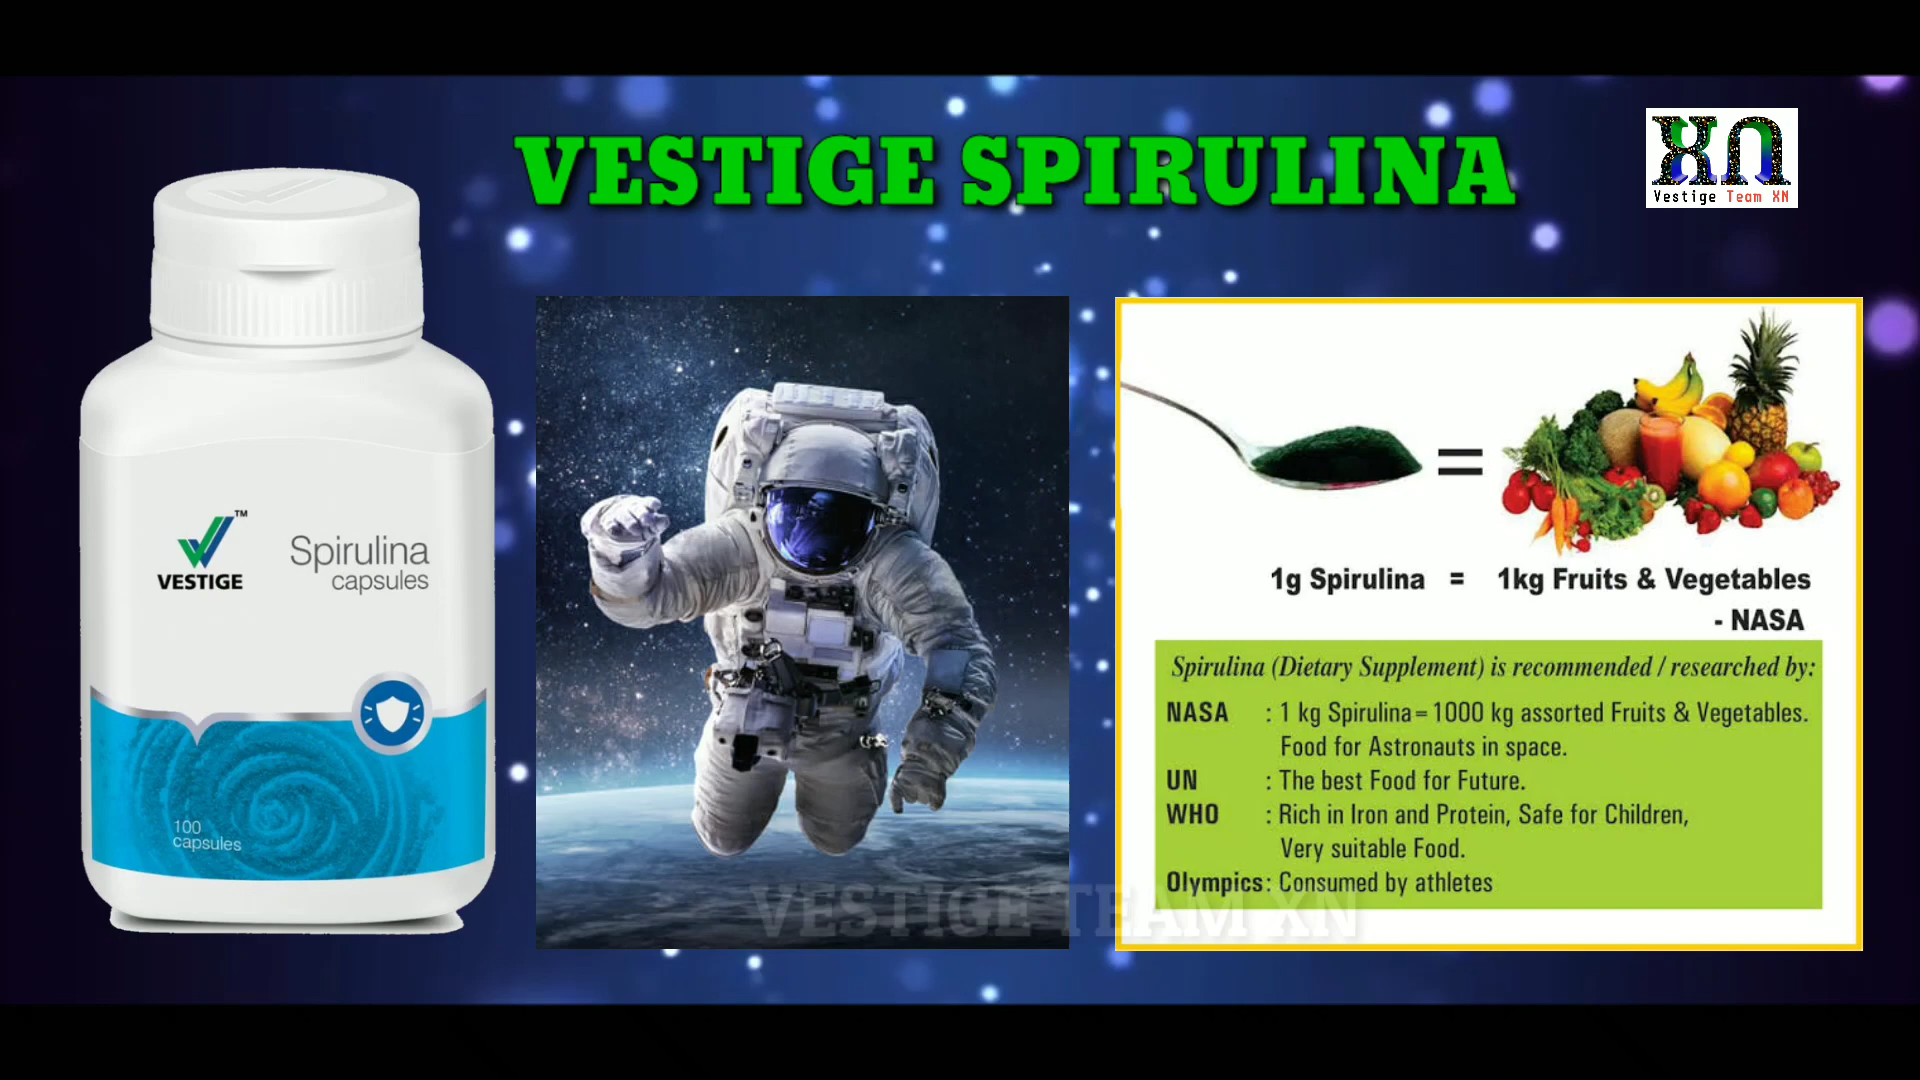 VESTIGE SPIRULINA
XN
Vestige Team XN
TM
VESTIGE
Spirulina
capsules
100
capsules
1g Spirulina = 1kg Fruits & Vegetables
- NASA
Spirulina (Dietary Supplement) is recommended / researched by:
NASA : 1 kg Spirulina = 1000 kg assorted Fruits & Vegetables.
Food for Astronauts in space.
UN : The best Food for Future.
WHO : Rich in Iron and Protein, Safe for Children,
Very suitable Food.
Olympics : Consumed by athletes
VESTIGE TEAM XN